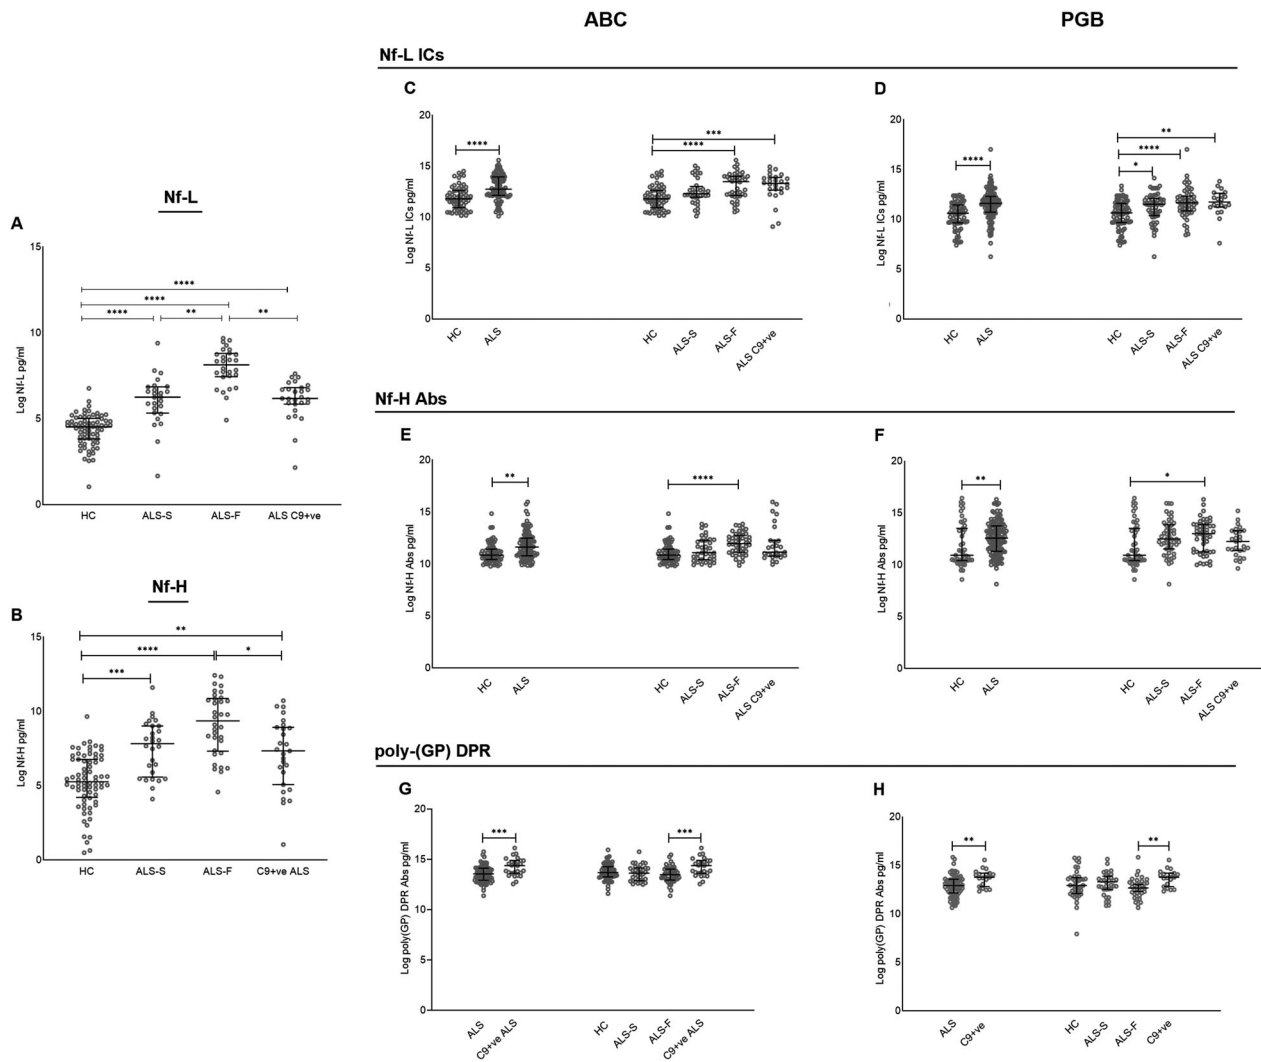 ABC
PGB
Nf-L ICs
Nf-L
A
15
10
5
0
Log Nf-L pg/ml
****
****
****
**
**
HC
ALS-S
ALS-F
ALS C9+ve
Nf-H
B
15
10
5
0
Log Nf-H pg/ml
**
****
*
***
HC
ALS-S
ALS-F
C9+ve ALS
C
20
15
10
5
0
Log Nf-L ICs pg/ml
****
***
****
HC
ALS
HC
ALS-S
ALS-F
ALS C9+ve
D
20
15
10
5
0
Log Nf-L ICs pg/ml
****
**
****
*
HC
ALS
HC
ALS-S
ALS-F
ALS C9+ve
Nf-H Abs
E
20
15
10
5
0
Log Nf-H Abs pg/ml
**
****
HC
ALS
HC
ALS-S
ALS-F
ALS C9+ve
F
20
15
10
5
0
Log Nf-H Abs pg/ml
**
*
HC
ALS
HC
ALS-S
ALS-F
ALS C9+ve
poly-(GP) DPR
G
20
15
10
5
0
Log poly(GP) DPR Abs pg/ml
***
***
ALS
C9+ve ALS
HC
ALS-S
ALS-F
C9+ve ALS
H
20
15
10
5
0
Log poly(GP) DPR Abs pg/ml
**
**
ALS
C9+ve
HC
ALS-S
ALS-F
C9+ve